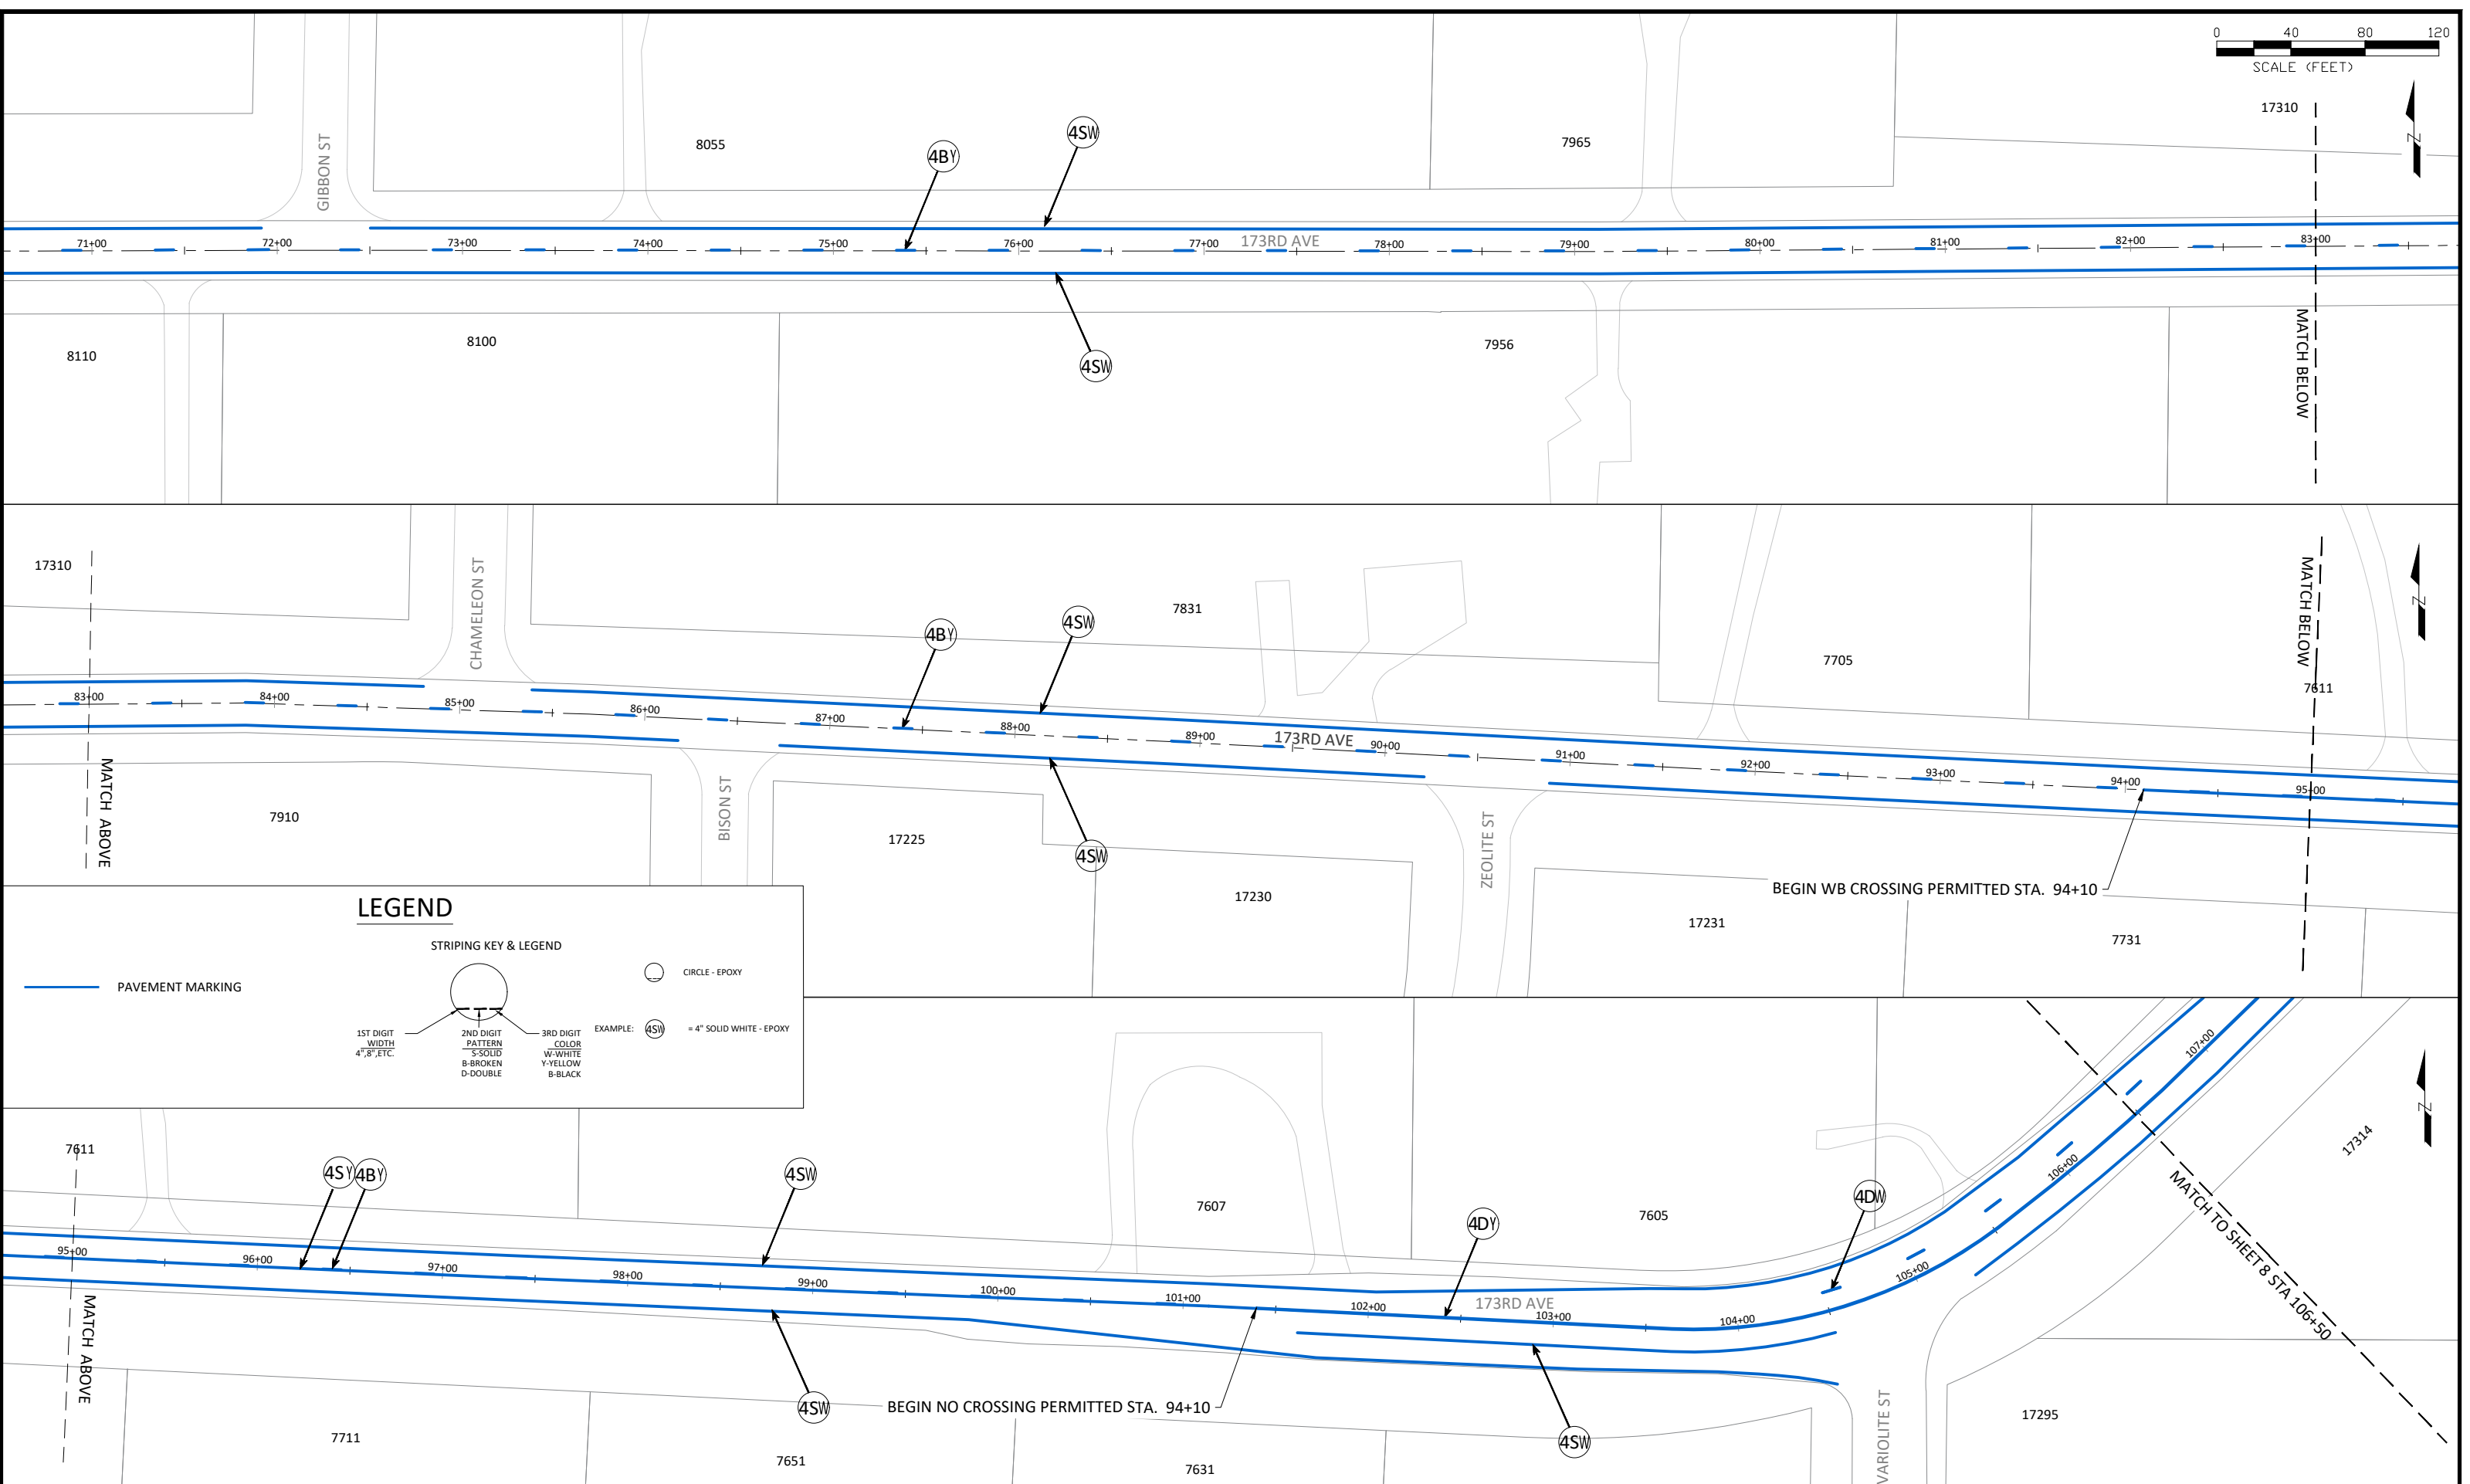 0 40 80 120
SCALE (FEET)
17310
N
GIBBON ST
8055
4BY
4SW
7965
71+00 72+00 73+00 74+00 75+00 76+00 77+00 173RD AVE 78+00 79+00 80+00 81+00 82+00 83+00
8110
8100
4SW
7956
MATCH BELOW
17310
CHAMELEON ST
4BY
4SW
7831
7705
MATCH BELOW
7611
N
83+00 84+00 85+00 86+00 87+00 88+00 89+00 173RD AVE 90+00 91+00 92+00 93+00 94+00 95+00
MATCH ABOVE
7910
BISON ST
17225
4SW
17230
ZEOLITE ST
BEGIN WB CROSSING PERMITTED STA. 94+10
17231
7731
LEGEND
STRIPING KEY & LEGEND
PAVEMENT MARKING
CIRCLE - EPOXY
1ST DIGIT
WIDTH
4",8",ETC.
2ND DIGIT
PATTERN
S-SOLID
B-BROKEN
D-DOUBLE
3RD DIGIT
COLOR
W-WHITE
Y-YELLOW
B-BLACK
EXAMPLE: 4SW = 4" SOLID WHITE - EPOXY
7611
4SY
4BY
4SW
7607
4DY
7605
4DW
17314
N
95+00 96+00 97+00 98+00 99+00 100+00 101+00 102+00 173RD AVE 103+00 104+00 105+00 106+00 107+00
MATCH TO SHEET 8 STA 106+50
MATCH ABOVE
4SW
BEGIN NO CROSSING PERMITTED STA. 94+10
4SW
VARIOLITE ST
17295
7711
7651
7631